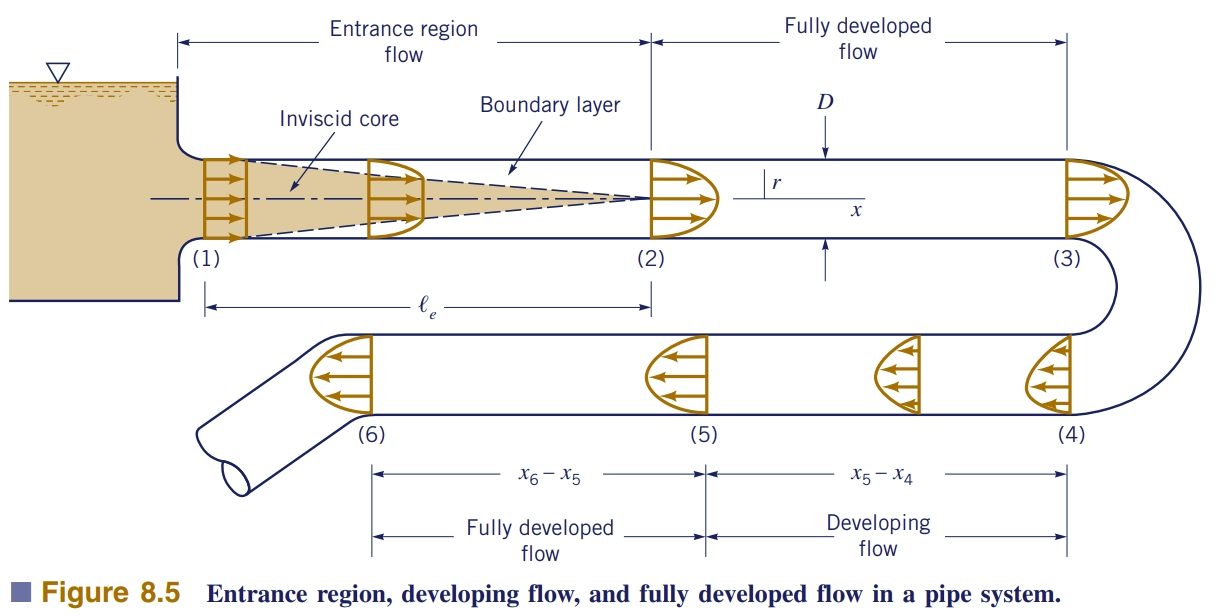 Entrance region
flow
Fully developed
flow
Inviscid core
Boundary layer
D
r
x
(1)
(2)
(3)
ℓe
(6)
(5)
(4)
x6 – x5
x5 – x4
Fully developed
flow
Developing
flow
Figure 8.5 Entrance region, developing flow, and fully developed flow in a pipe system.